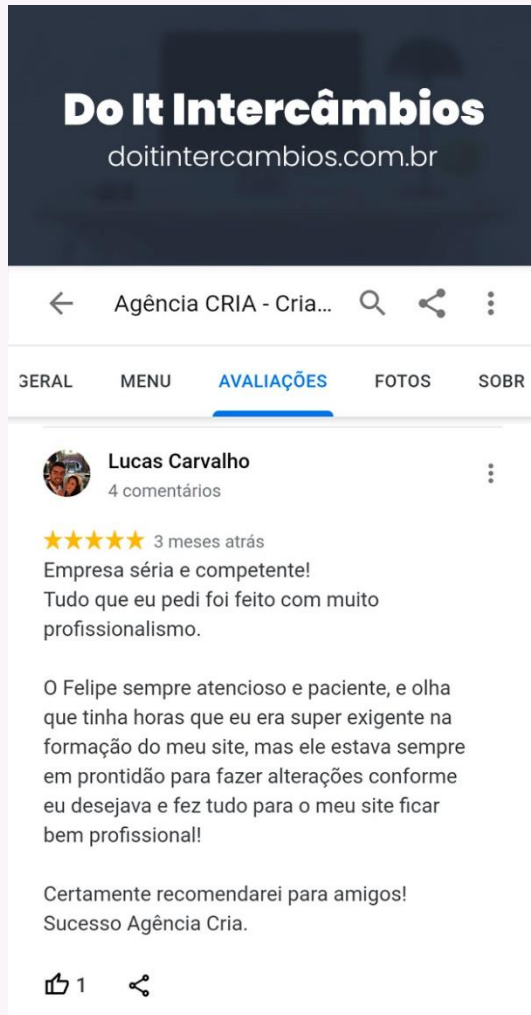 Do It Intercâmbios
doitintercambios.com.br
Agência CRIA - Cria...
GERAL MENU AVALIAÇÕES FOTOS SOBR
Lucas Carvalho
4 comentários
3 meses atrás
Empresa séria e competente!
Tudo que eu pedi foi feito com muito
profissionalismo.
O Felipe sempre atencioso e paciente, e olha
que tinha horas que eu era super exigente na
formação do meu site, mas ele estava sempre
em prontidão para fazer alterações conforme
eu desejava e fez tudo para o meu site ficar
bem profissional!
Certamente recomendarei para amigos!
Sucesso Agência Cria.
1